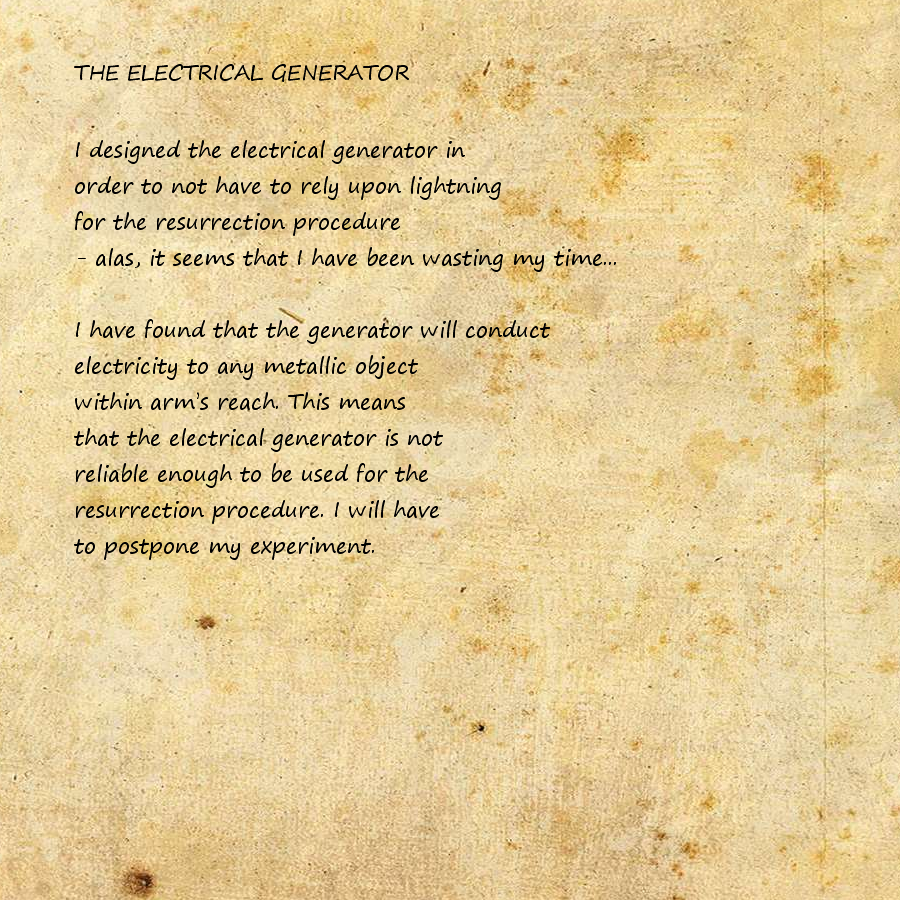 THE ELECTRICAL GENERATOR
I designed the electrical generator in
order to not have to rely upon lightning
for the resurrection procedure
- alas, it seems that I have been wasting my time...
I have found that the generator will conduct
electricity to any metallic object
within arm's reach. This means
that the electrical generator is not
reliable enough to be used for the
resurrection procedure. I will have
to postpone my experiment.